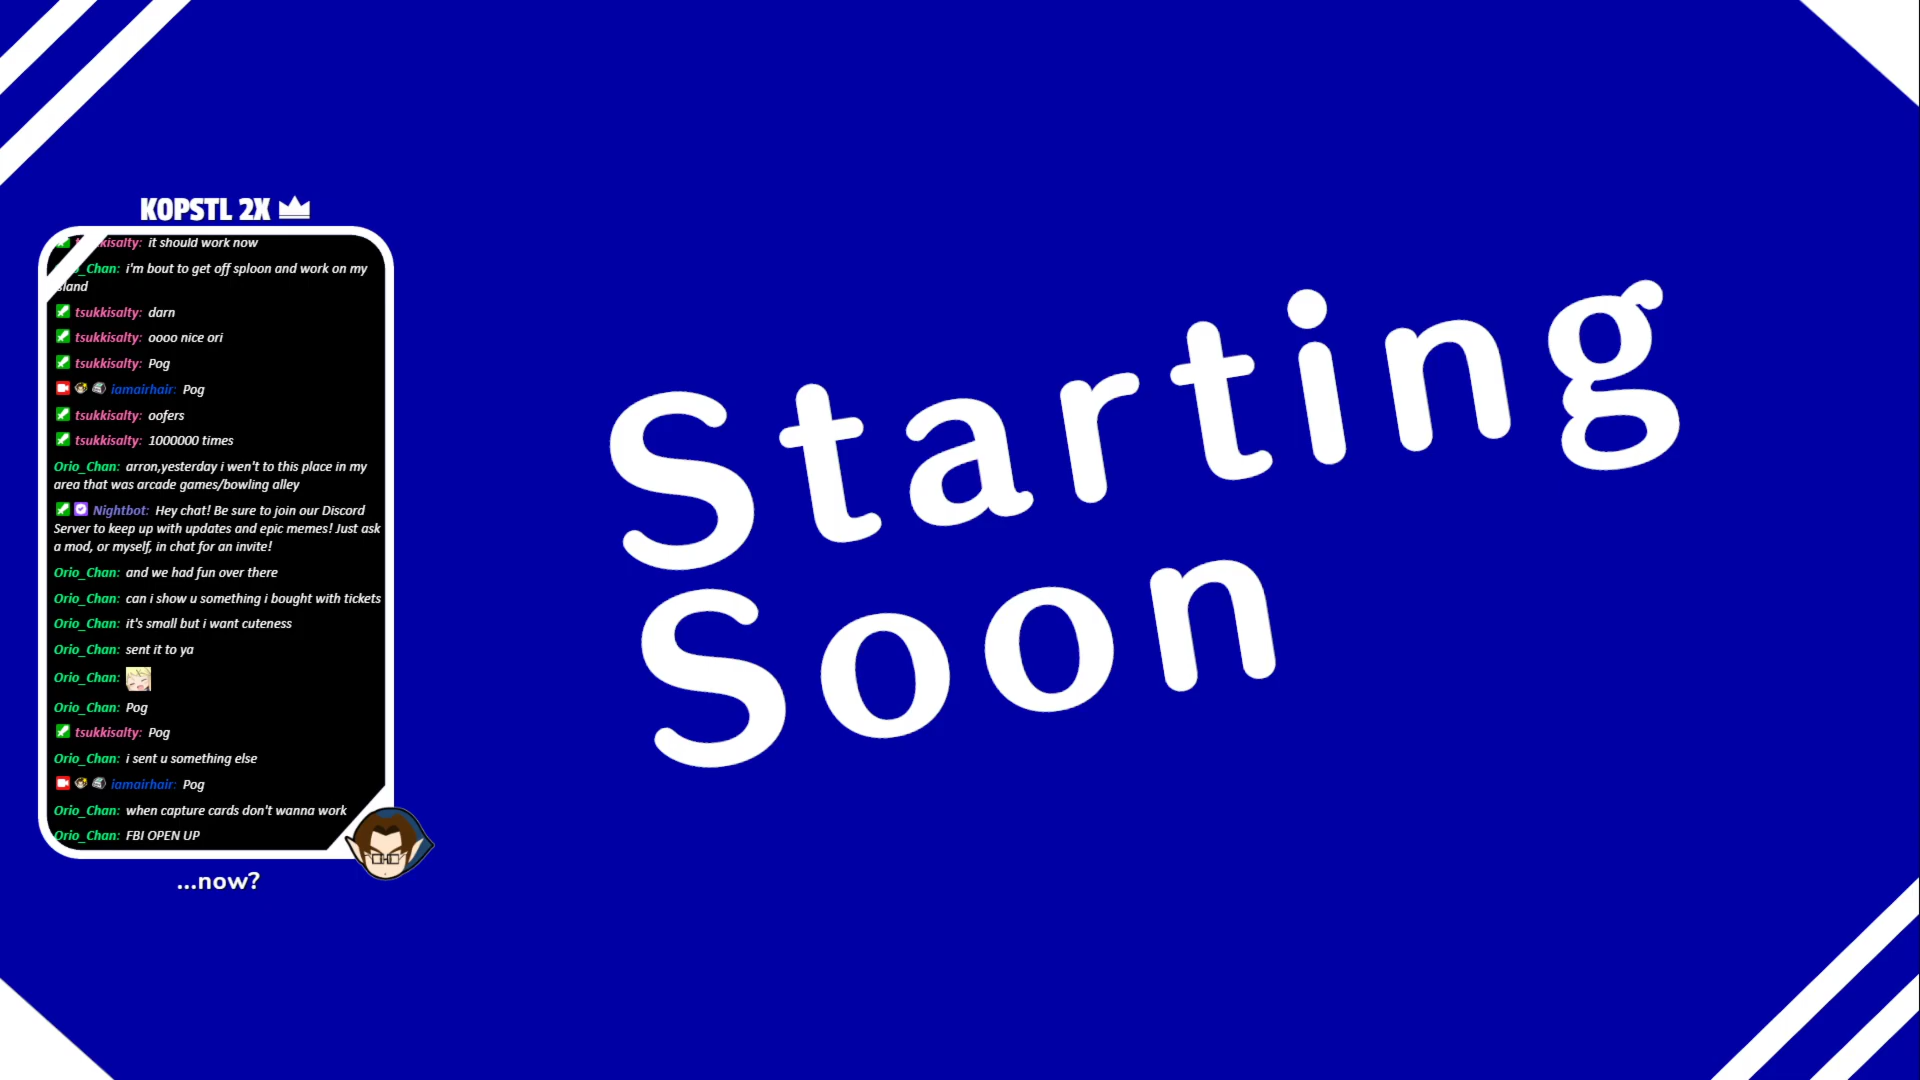 KOPSTL 2X
kisalty: it should work now
_Chan: i'm bout to get off sploon and work on my
island
tsukkisalty: darn
tsukkisalty: oooo nice ori
tsukkisalty: Pog
iamairhair: Pog
tsukkisalty: oofers
tsukkisalty: 1000000 times
Orio_Chan: arron,yesterday i wen't to this place in my
area that was arcade games/bowling alley
Nightbot: Hey chat! Be sure to join our Discord
Server to keep up with updates and epic memes! Just ask
a mod, or myself, in chat for an invite!
Orio_Chan: and we had fun over there
Orio_Chan: can i show u something i bought with tickets
Orio_Chan: it's small but i want cuteness
Orio_Chan: sent it to ya
Orio_Chan:
Orio_Chan: Pog
tsukkisalty: Pog
Orio_Chan: i sent u something else
iamairhair: Pog
Orio_Chan: when capture cards don't wanna work
Orio_Chan: FBI OPEN UP
...now?
Starting
Soon